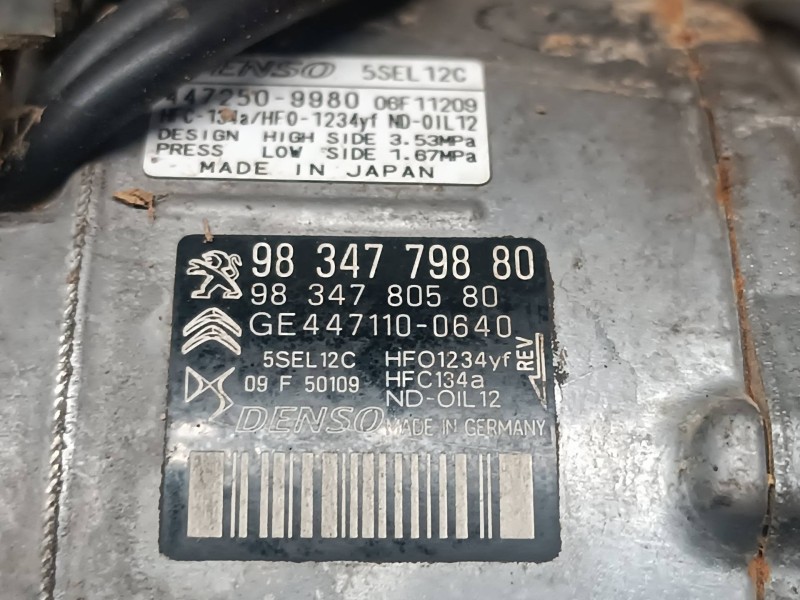 DENSO 5SEL12C
447250-9980 06F11209
HFC-134a/HFO-1234yf ND-OIL12
DESIGN HIGH SIDE 3.53MPa
PRESS LOW SIDE 1.67MPa
MADE IN JAPAN
98 347 798 80
98 347 805 80
GE447110-0640
5SEL12C HFO1234yf
09 F 50109 HFC134a
ND-OIL12
REV
DENSO MADE IN GERMANY